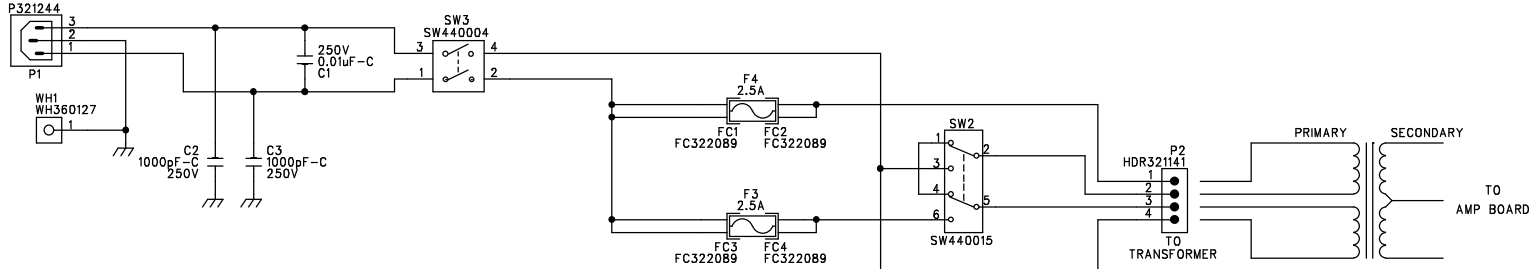 P321244
3
2
1
P1
WH1
WH360127
1
C2
1000pF-C
250V
C3
1000pF-C
250V
250V
0.01uF-C
C1
SW3
SW440004
3
4
1
2
F4
2.5A
FC1
FC322089
FC2
FC322089
F3
2.5A
FC3
FC322089
FC4
FC322089
SW2
1
2
3
4
5
6
SW440015
P2
HDR321141
1
2
3
4
TO
TRANSFORMER
PRIMARY
SECONDARY
TO
AMP BOARD